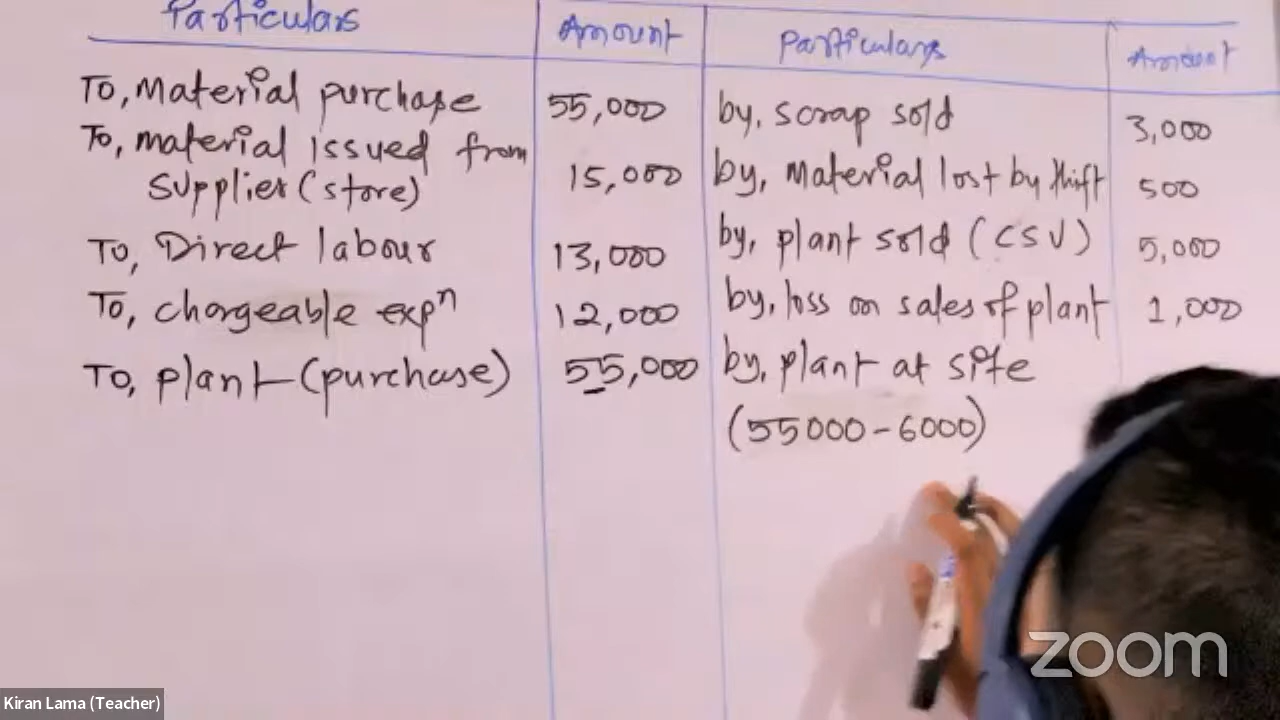 Particulars Amount Particulars Amount
To, Material purchase 55,000 by, scrap sold 3,000
To, material issued from
supplier (store) 15,000 by, Material lost by thift 500
To, Direct labour 13,000 by, plant sold (CSV) 5,000
To, chargeable expⁿ 12,000 by, loss on sales of plant 1,000
To, plant (purchase) 55,000 by, plant at site
(55000-6000)
zoom
Kiran Lama (Teacher)